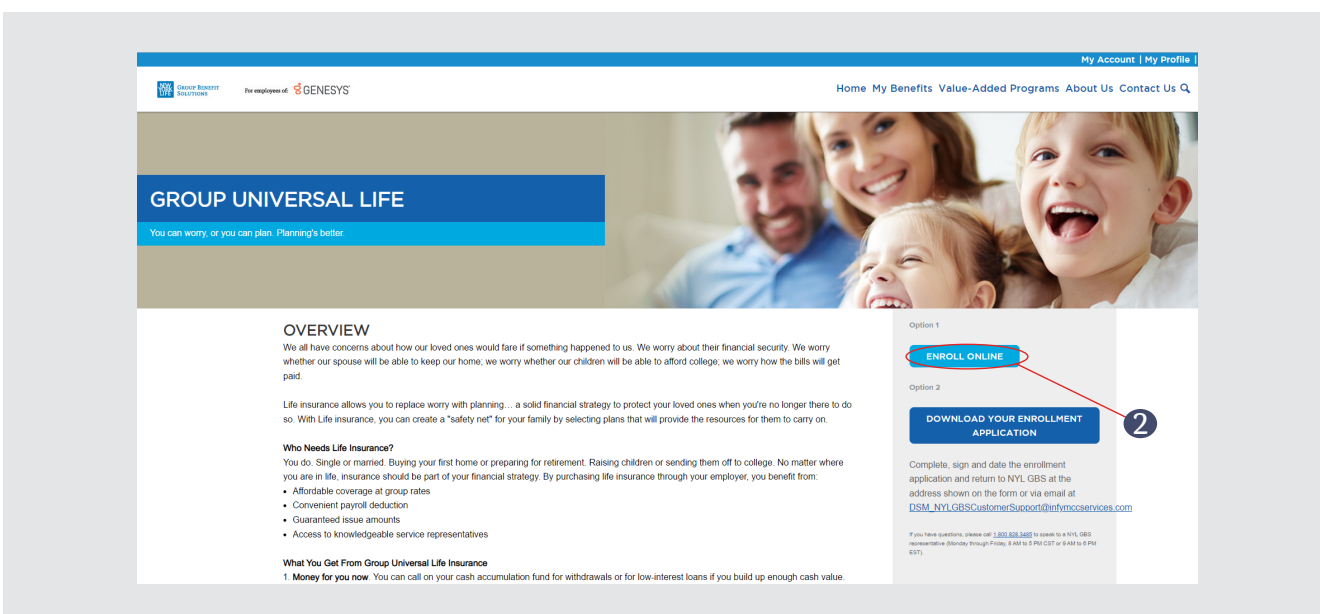 My Account | My Profile |
NEW YORK LIFE
GROUP BENEFIT SOLUTIONS
For employees of: GENESYS
Home My Benefits Value-Added Programs About Us Contact Us
GROUP UNIVERSAL LIFE
You can worry, or you can plan. Planning's better.
OVERVIEW
We all have concerns about how our loved ones would fare if something happened to us. We worry about their financial security. We worry
whether our spouse will be able to keep our home; we worry whether our children will be able to afford college; we worry how the bills will get
paid.
Life insurance allows you to replace worry with planning… a solid financial strategy to protect your loved ones when you're no longer there to do
so. With Life insurance, you can create a "safety net" for your family by selecting plans that will provide the resources for them to carry on.
Who Needs Life Insurance?
You do. Single or married. Buying your first home or preparing for retirement. Raising children or sending them off to college. No matter where
you are in life, insurance should be part of your financial strategy. By purchasing life insurance through your employer, you benefit from:
• Affordable coverage at group rates
• Convenient payroll deduction
• Guaranteed issue amounts
• Access to knowledgeable service representatives
What You Get From Group Universal Life Insurance
1. Money for you now. You can call on your cash accumulation fund for withdrawals or for low-interest loans if you build up enough cash value.
Option 1
ENROLL ONLINE
Option 2
DOWNLOAD YOUR ENROLLMENT
APPLICATION
2
Complete, sign and date the enrollment
application and return to NYL GBS at the
address shown on the form or via email at
DSM_NYLGBSCustomerSupport@infymccservices.com
If you have questions, please call 1.800.828.3485 to speak to a NYL GBS
representative (Monday through Friday, 8 AM to 5 PM CST or 9 AM to 6 PM
EST).